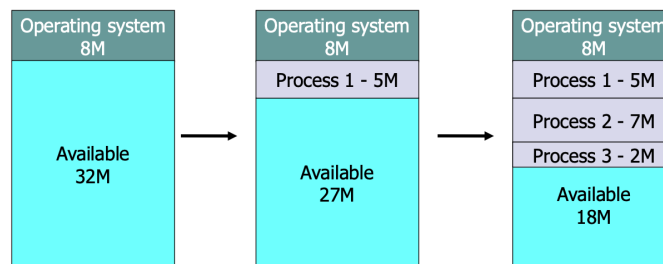 Operating system
8M
Available
32M
Operating system
8M
Process 1 - 5M
Available
27M
Operating system
8M
Process 1 - 5M
Process 2 - 7M
Process 3 - 2M
Available
18M